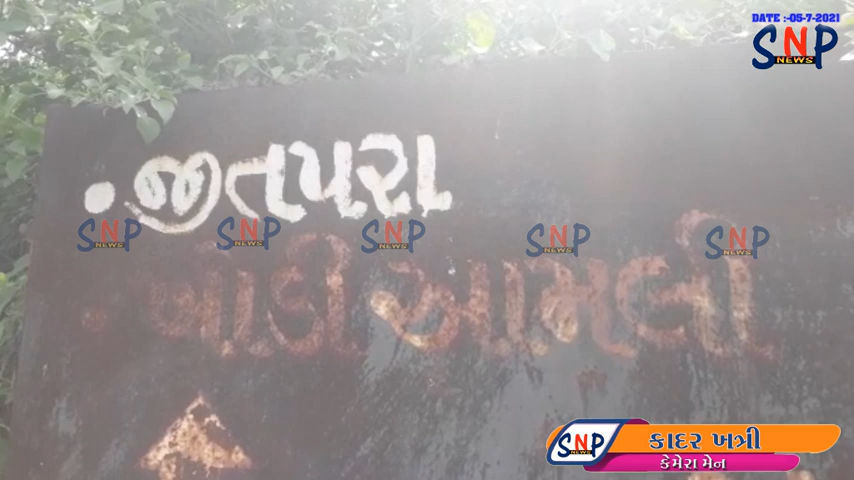 DATE :-05-7-2021
SNP
NEWS
• જીતપરા
SNP NEWS SNP NEWS SNP NEWS SNP NEWS SNP NEWS
• ખોડી આમલી
SNP NEWS
કાદર ખત્રી
કેમેરા મેન